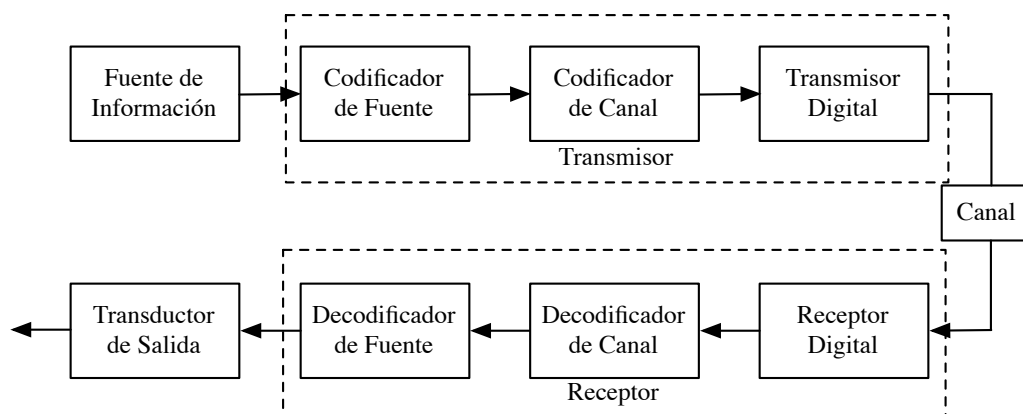 Fuente de
Información
Codificador
de Fuente
Codificador
de Canal
Transmisor
Digital
Transmisor
Canal
Transductor
de Salida
Decodificador
de Fuente
Decodificador
de Canal
Receptor
Digital
Receptor